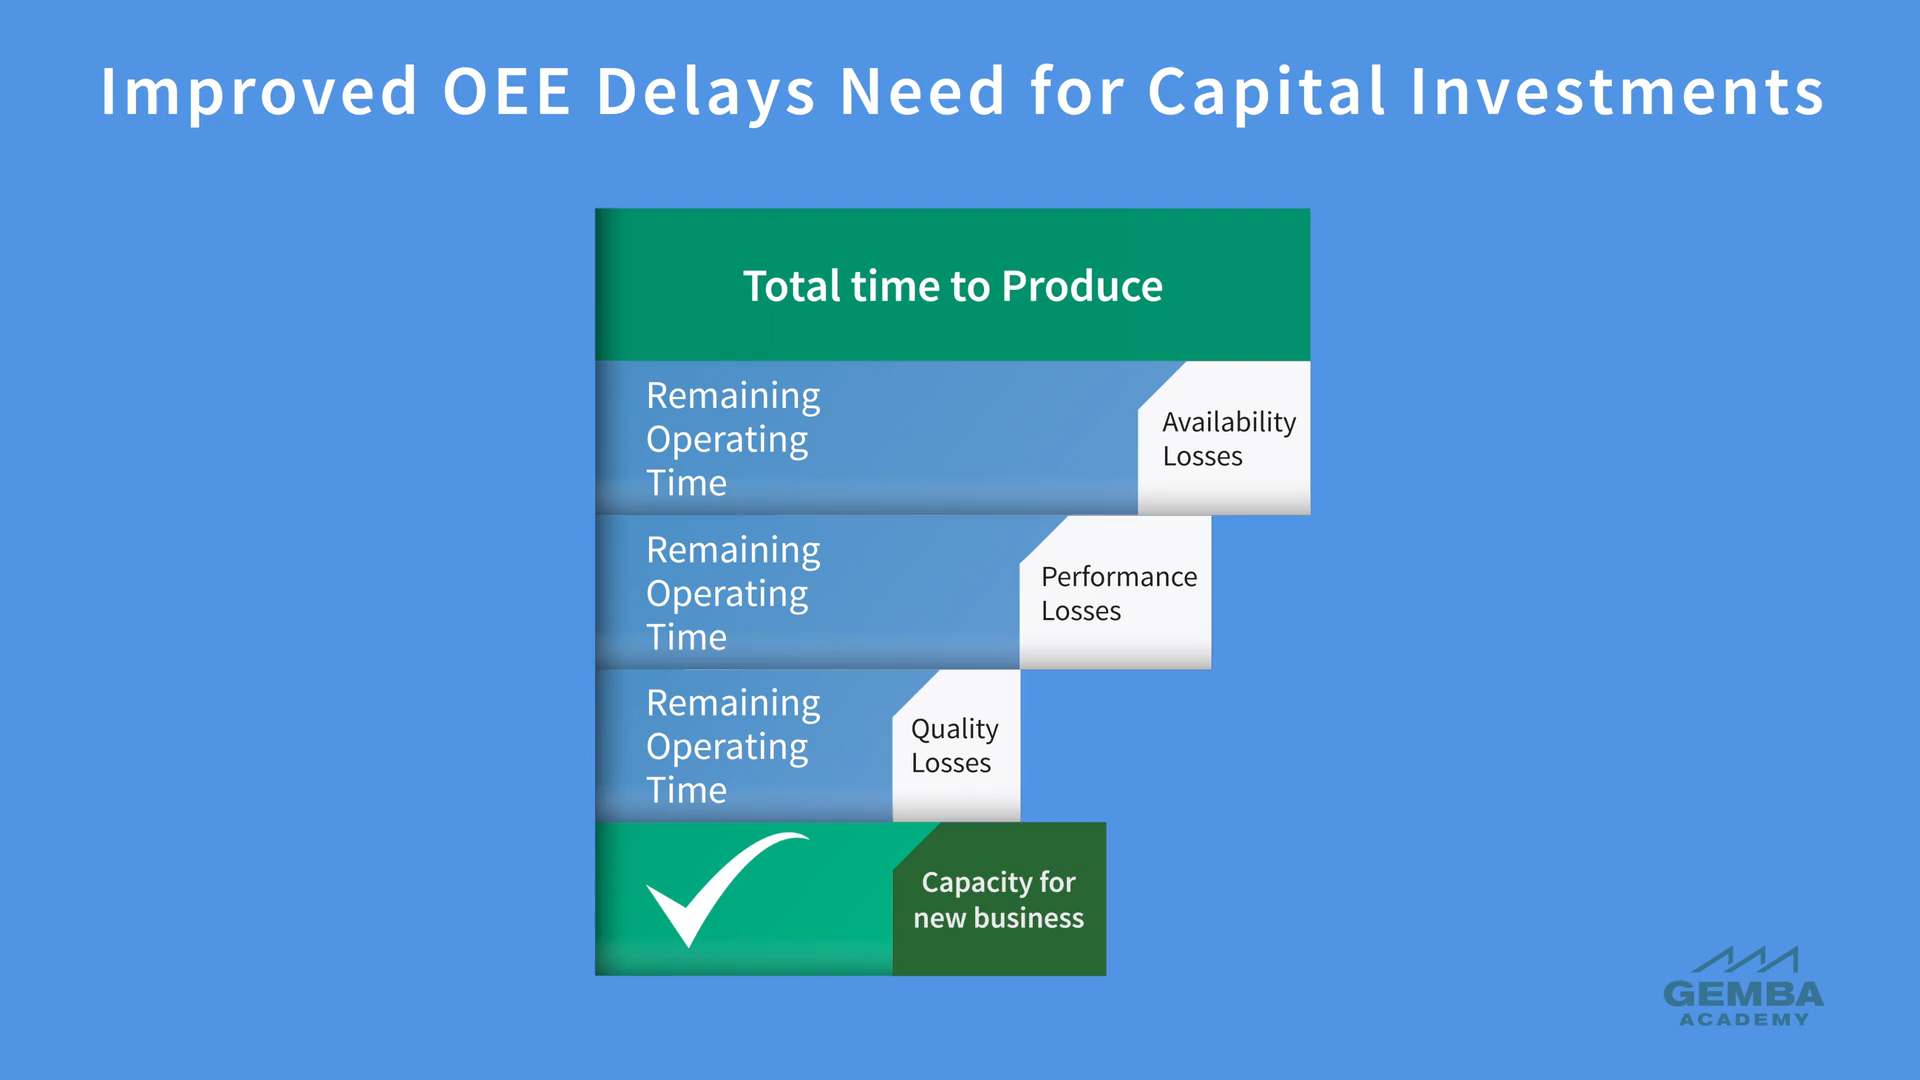 Improved OEE Delays Need for Capital Investments
Total time to Produce
Remaining
Operating
Time
Availability
Losses
Remaining
Operating
Time
Performance
Losses
Remaining
Operating
Time
Quality
Losses
Capacity for
new business
GEMBA
ACADEMY